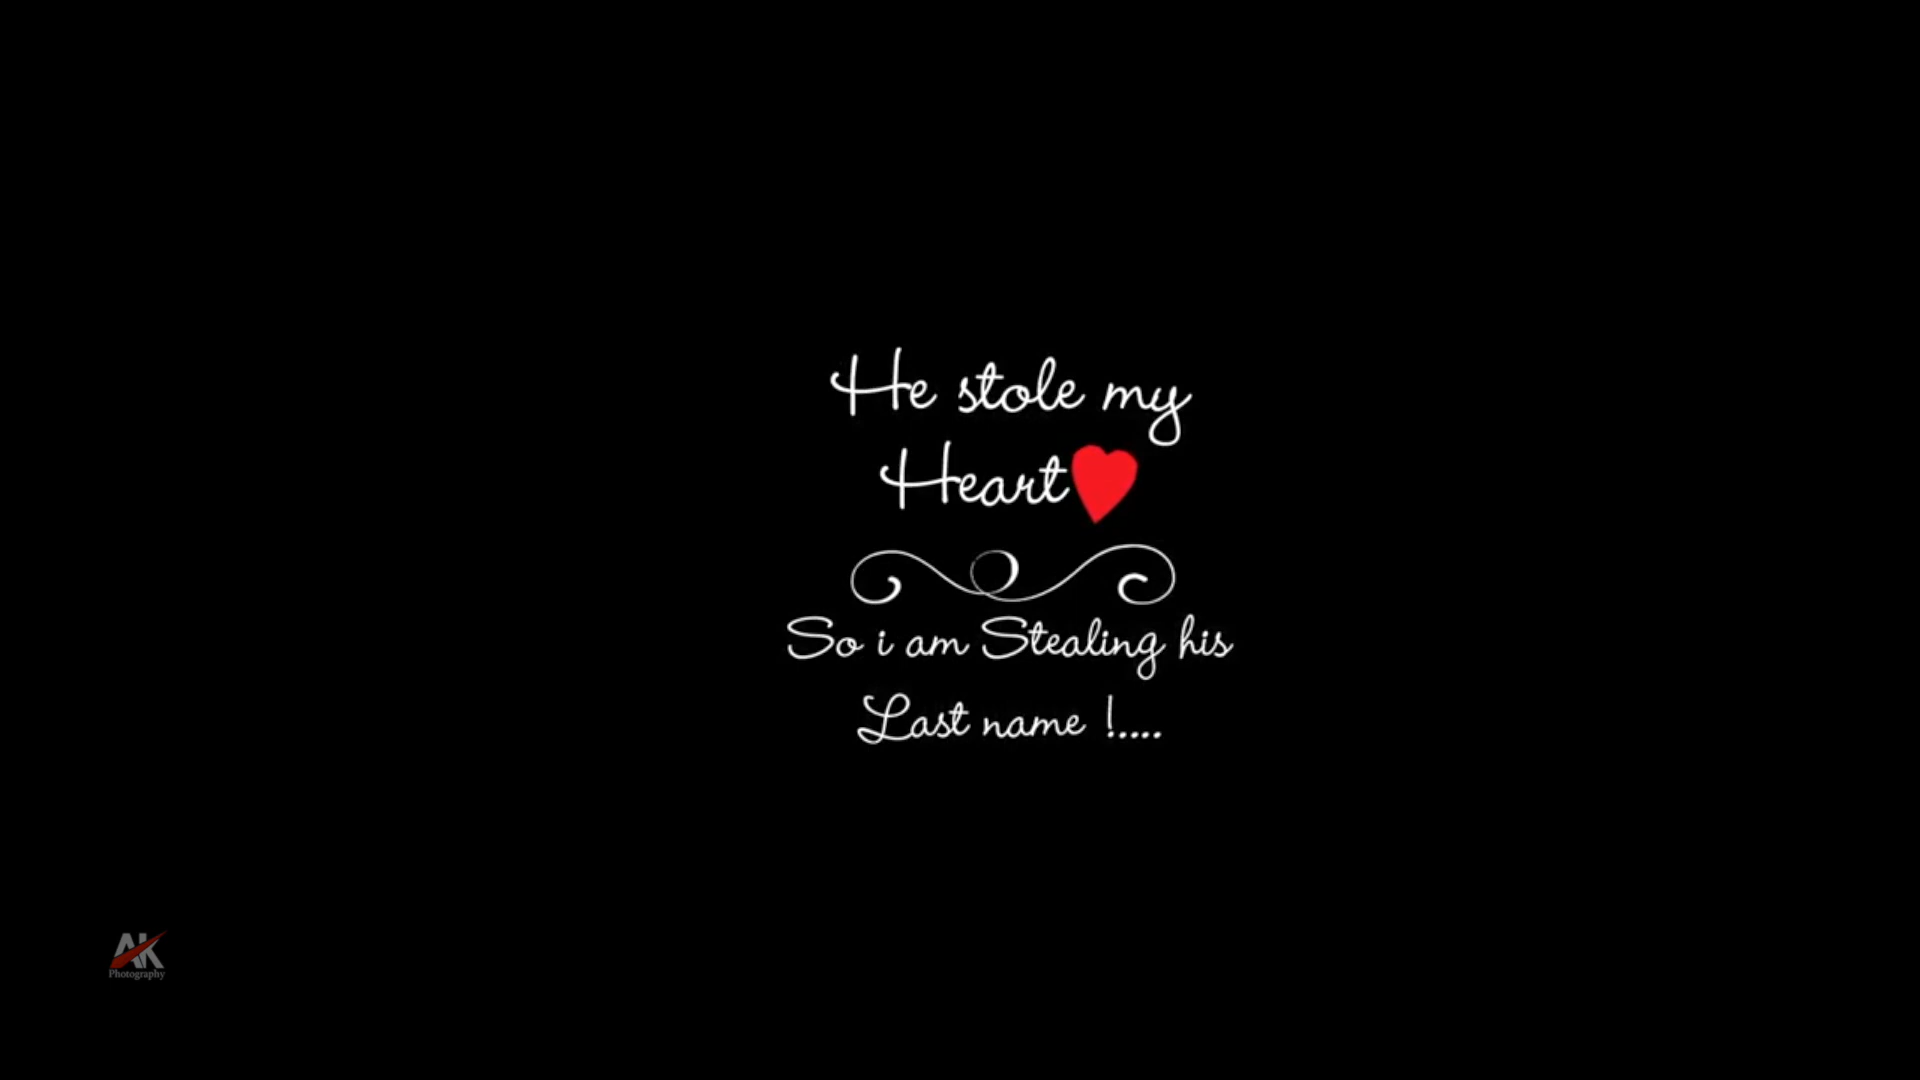 He stole my
Heart
So i am Stealing his
Last name !....
AK
Photography